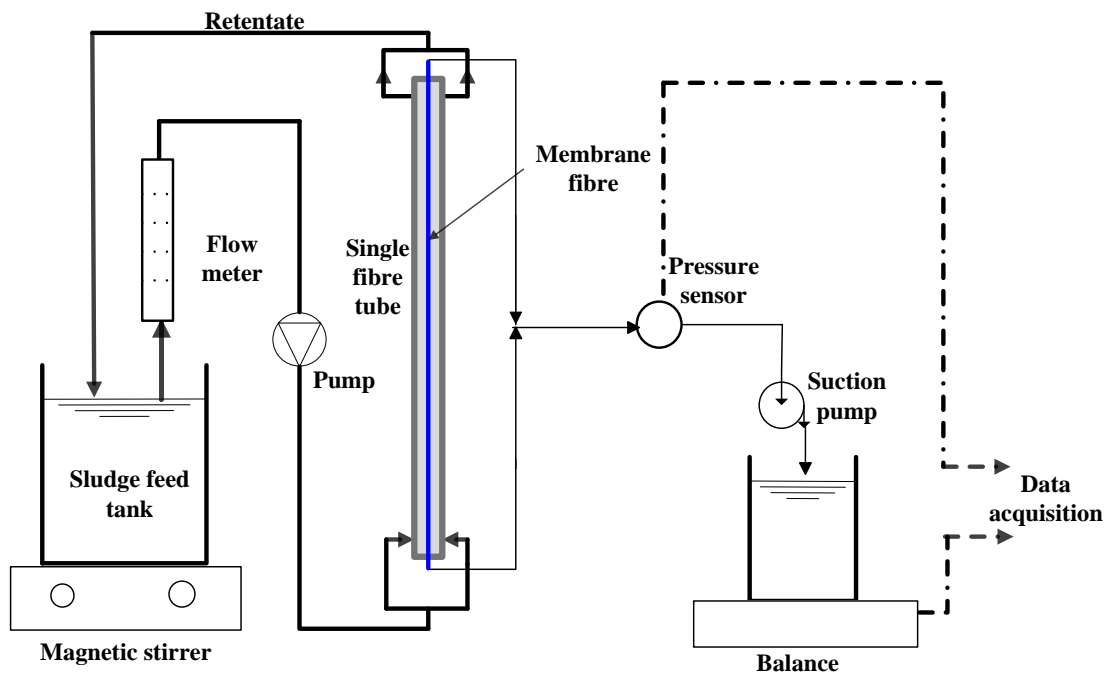 Retentate
Membrane
fibre
Flow
meter
Single
fibre
tube
Pressure
sensor
Pump
Suction
pump
Sludge feed
tank
Data
acquisition
Magnetic stirrer
Balance